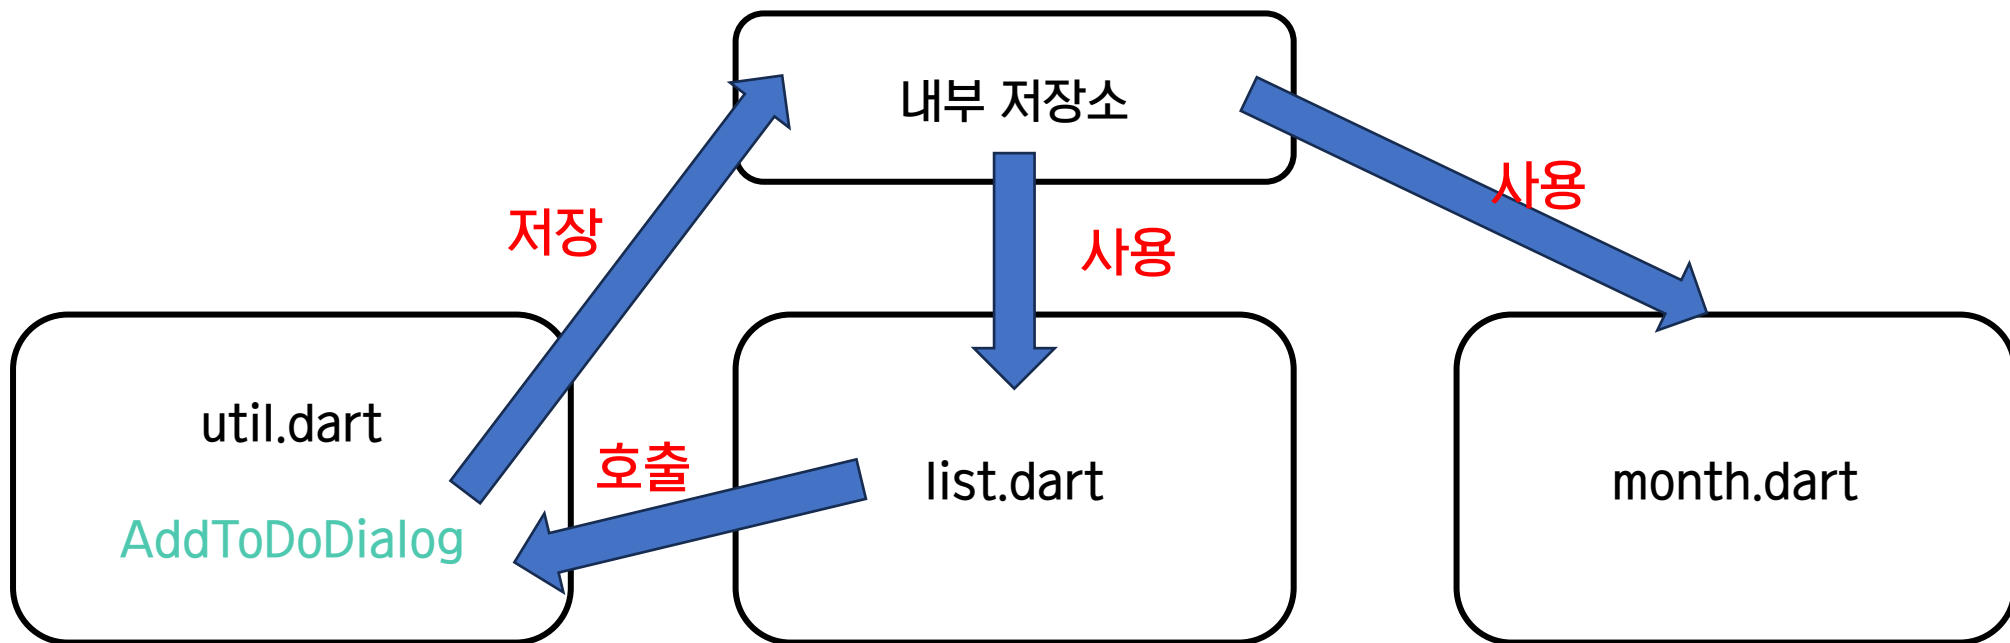 내부 저장소
사용
저장
사용
util.dart
호출
list.dart
month.dart
AddToDoDialog